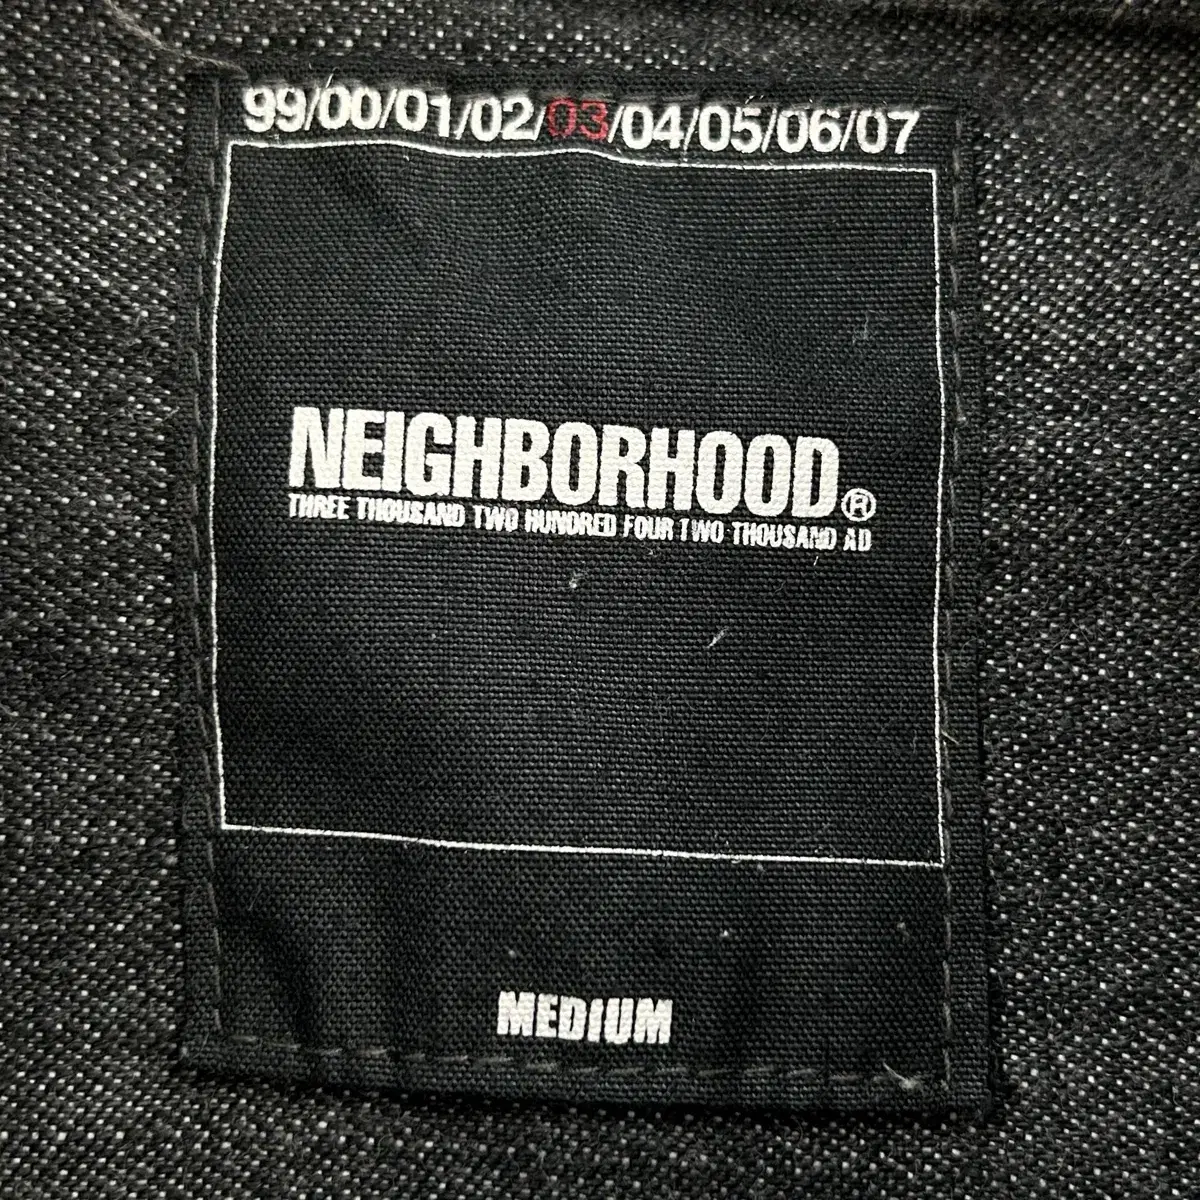 99/00/01/02/03/04/05/06/07
NEIGHBORHOOD®
THREE THOUSAND TWO HUNDRED FOUR TWO THOUSAND AD
MEDIUM